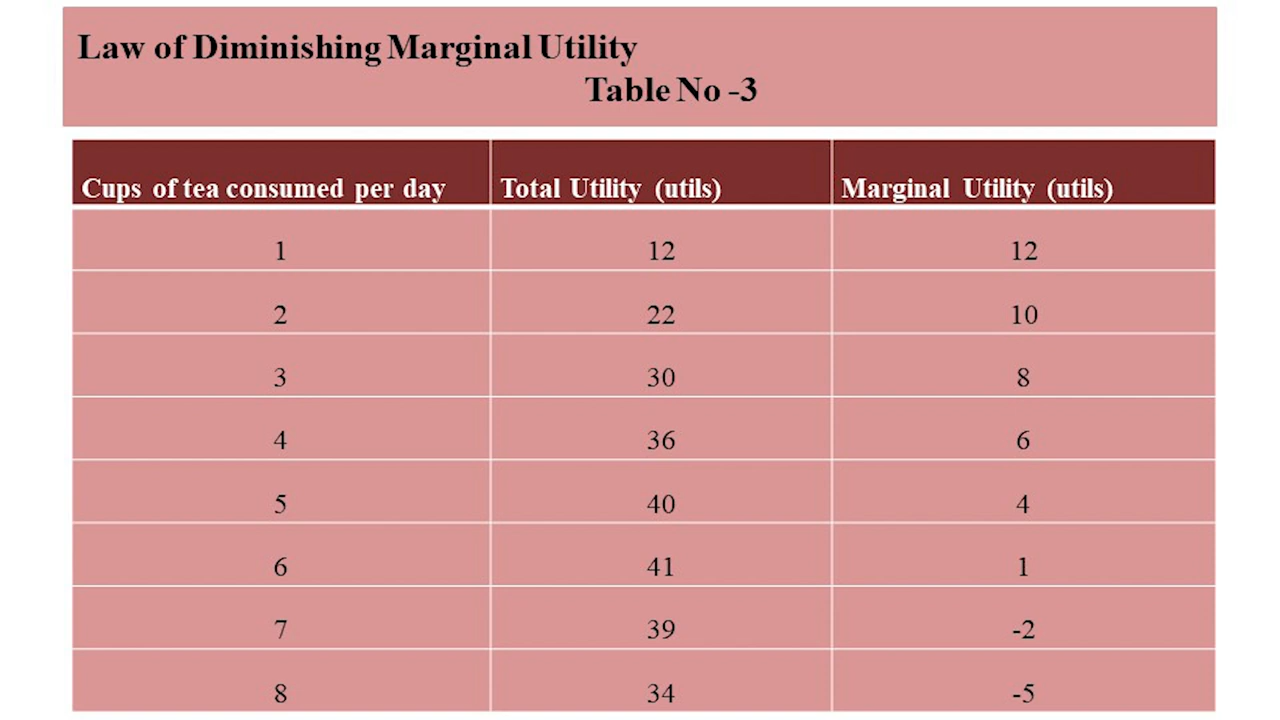 Law of Diminishing Marginal Utility
Table No -3
Cups of tea consumed per day Total Utility (utils) Marginal Utility (utils)
1 12 12
2 22 10
3 30 8
4 36 6
5 40 4
6 41 1
7 39 -2
8 34 -5